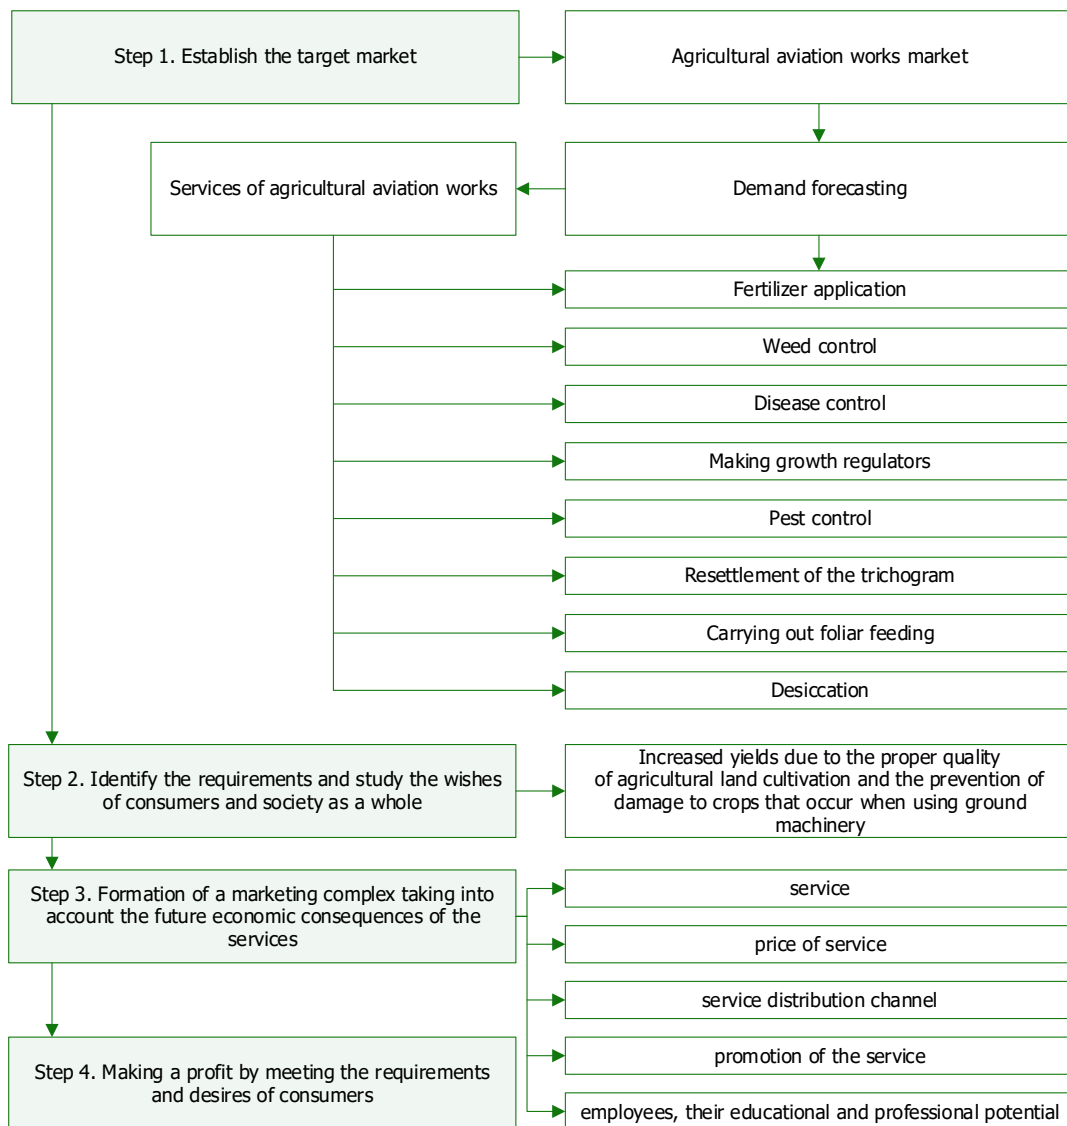 Step 1. Establish the target market
Agricultural aviation works market
Services of agricultural aviation works
Demand forecasting
Fertilizer application
Weed control
Disease control
Making growth regulators
Pest control
Resettlement of the trichogram
Carrying out foliar feeding
Desiccation
Step 2. Identify the requirements and study the wishes
of consumers and society as a whole
Increased yields due to the proper quality
of agricultural land cultivation and the prevention of
damage to crops that occur when using ground
machinery
Step 3. Formation of a marketing complex taking into
account the future economic consequences of the
services
service
price of service
service distribution channel
promotion of the service
employees, their educational and professional potential
Step 4. Making a profit by meeting the requirements
and desires of consumers